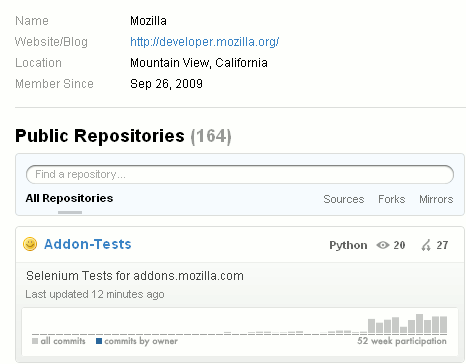 Name Mozilla
Website/Blog http://developer.mozilla.org/
Location Mountain View, California
Member Since Sep 26, 2009
Public Repositories (164)
Find a repository...
All Repositories Sources Forks Mirrors
Addon-Tests Python 20 27
Selenium Tests for addons.mozilla.com
Last updated 12 minutes ago
all commits commits by owner 52 week participation